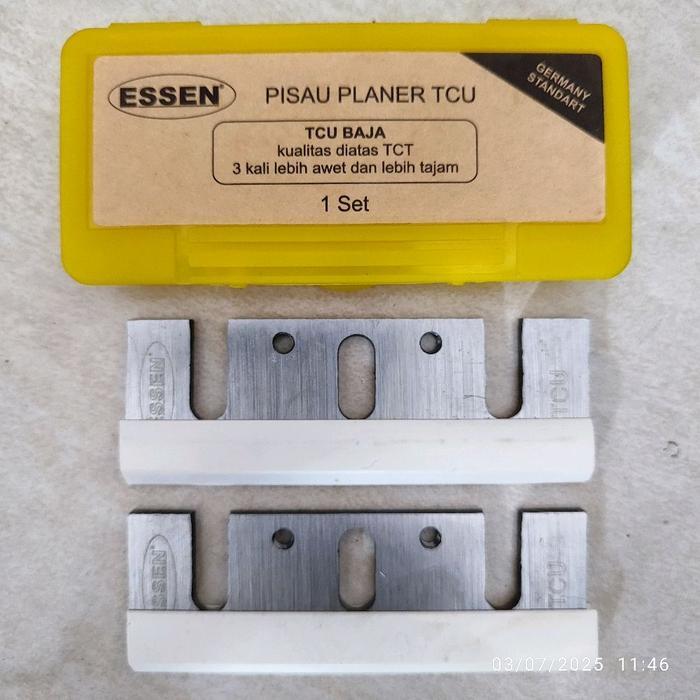 ESSEN®
PISAU PLANER TCU
GERMANY
STANDART
TCU BAJA
kualitas diatas TCT
3 kali lebih awet dan lebih tajam
1 Set
ESSEN
TCU
ESSEN
TCU
03/07/2025 11:46